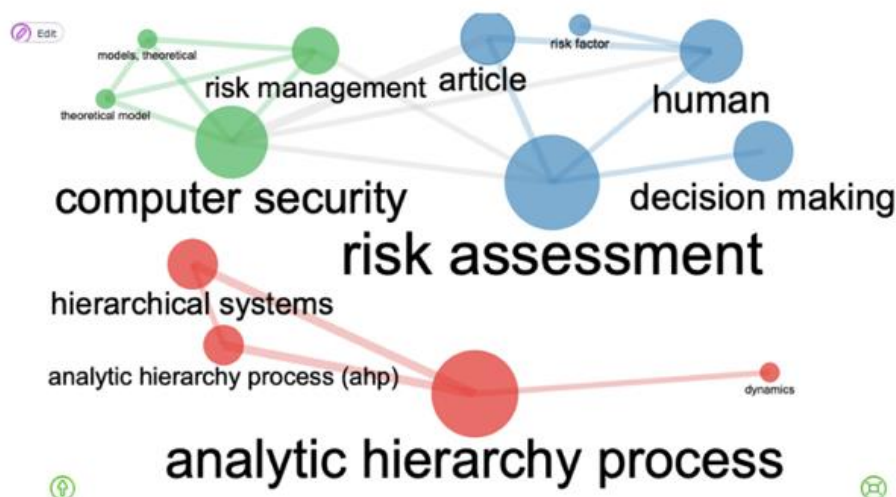 Edit
models, theoretical
risk factor
risk management
article
human
theoretical model
computer security
decision making
risk assessment
hierarchical systems
analytic hierarchy process (ahp)
dynamics
analytic hierarchy process